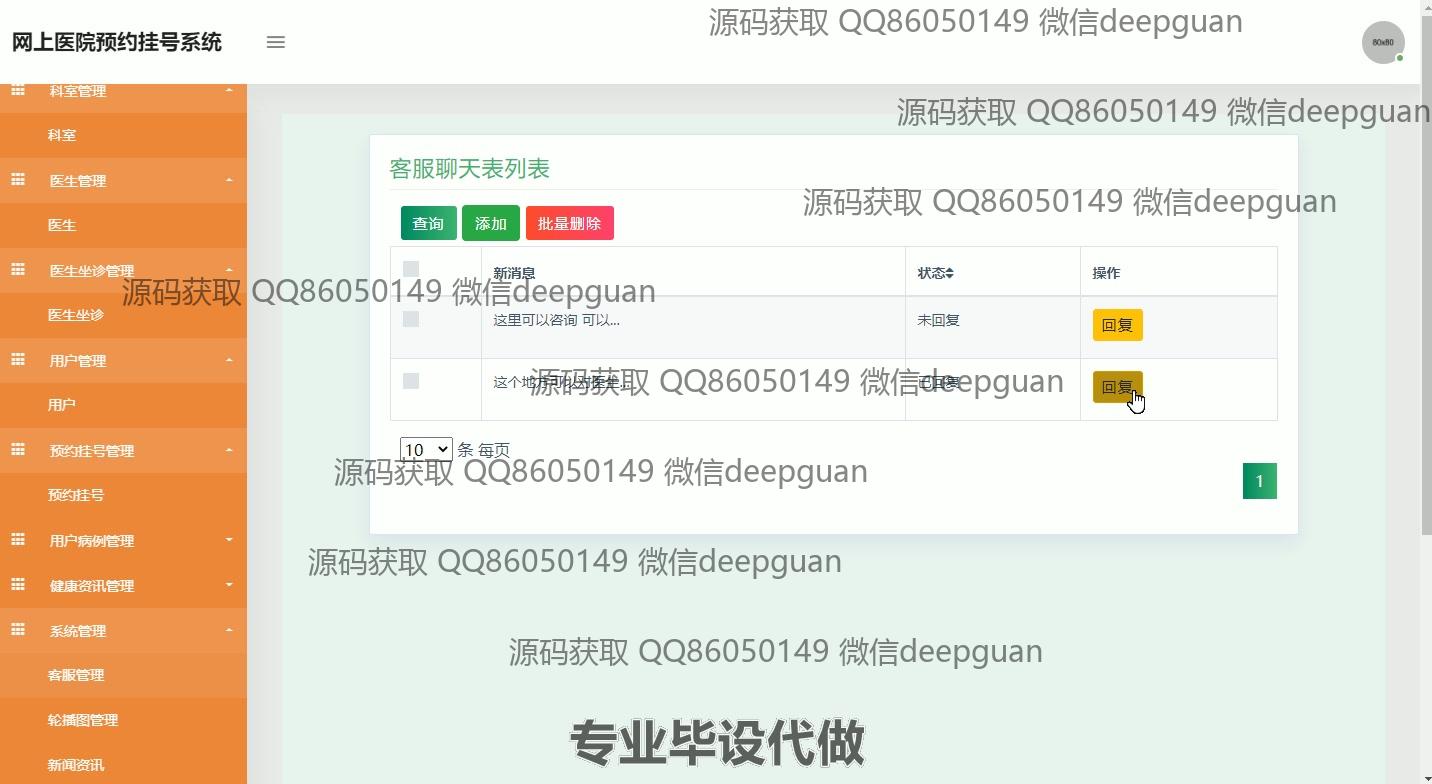 源码获取 QQ86050149 微信deepguan
网上医院预约挂号系统
60x60
科室管理
源码获取 QQ86050149 微信deepguan
科室
客服聊天表列表
医生管理
源码获取 QQ86050149 微信deepguan
查询 添加 批量删除
医生
医生坐诊管理
新消息 状态 操作
源码获取 QQ86050149 微信deepguan
医生坐诊
这里可以咨询 可以... 未回复 回复
用户管理
这个地方可以对医生... 已回复 回复
源码获取 QQ86050149 微信deepguan
用户
预约挂号管理
10 条 每页
源码获取 QQ86050149 微信deepguan
1
预约挂号
用户病例管理
源码获取 QQ86050149 微信deepguan
健康资讯管理
系统管理
源码获取 QQ86050149 微信deepguan
客服管理
轮播图管理
专业毕设代做
新闻资讯